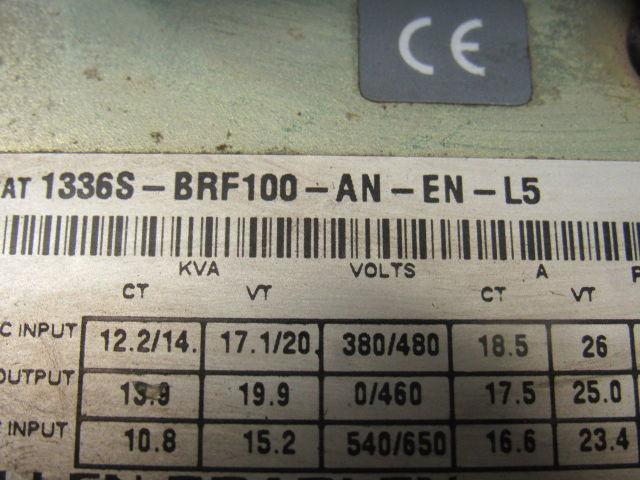 CE
AT 1336S-BRF100-AN-EN-L5
KVA VOLTS A
CT VT CT VT
C INPUT 12.2/14. 17.1/20. 380/480 18.5 26
OUTPUT 13.9 19.9 0/460 17.5 25.0
INPUT 10.8 15.2 540/650 16.6 23.4